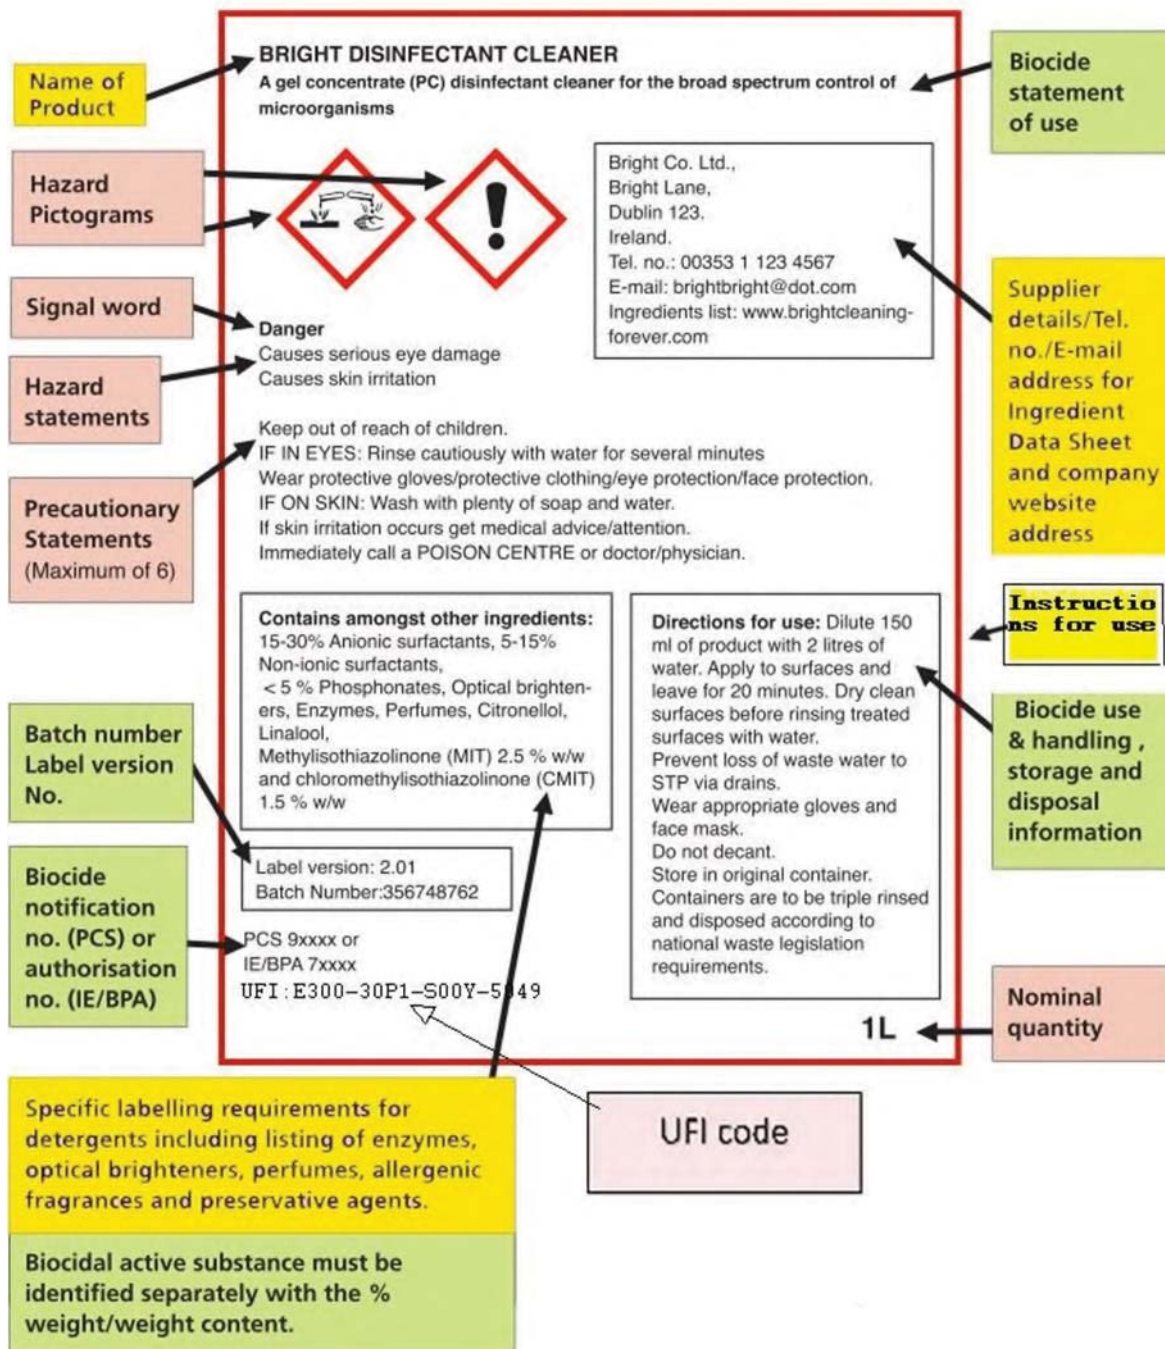 Name of
Product
BRIGHT DISINFECTANT CLEANER
A gel concentrate (PC) disinfectant cleaner for the broad spectrum control of
microorganisms
Biocide
statement
of use
Hazard
Pictograms
Bright Co. Ltd.,
Bright Lane,
Dublin 123.
Ireland.
Tel. no.: 00353 1 123 4567
E-mail: brightbright@dot.com
Ingredients list: www.brightcleaning-
forever.com
Supplier
details/Tel.
no./E-mail
address for
Ingredient
Data Sheet
and company
website
address
Signal word
Danger
Hazard
statements
Causes serious eye damage
Causes skin irritation
Precautionary
Statements
(Maximum of 6)
Keep out of reach of children.
IF IN EYES: Rinse cautiously with water for several minutes
Wear protective gloves/protective clothing/eye protection/face protection.
IF ON SKIN: Wash with plenty of soap and water.
If skin irritation occurs get medical advice/attention.
Immediately call a POISON CENTRE or doctor/physician.
Contains amongst other ingredients:
15-30% Anionic surfactants, 5-15%
Non-ionic surfactants,
< 5 % Phosphonates, Optical brighten-
ers, Enzymes, Perfumes, Citronellol,
Linalool,
Methylisothiazolinone (MIT) 2.5 % w/w
and chloromethylisothiazolinone (CMIT)
1.5 % w/w
Directions for use: Dilute 150
ml of product with 2 litres of
water. Apply to surfaces and
leave for 20 minutes. Dry clean
surfaces before rinsing treated
surfaces with water.
Prevent loss of waste water to
STP via drains.
Wear appropriate gloves and
face mask.
Do not decant.
Store in original container.
Containers are to be triple rinsed
and disposed according to
national waste legislation
requirements.
Instructio
ns for use
Biocide use
& handling ,
storage and
disposal
information
Batch number
Label version
No.
Label version: 2.01
Batch Number:356748762
Biocide
notification
no. (PCS) or
authorisation
no. (IE/BPA)
PCS 9xxxx or
IE/BPA 7xxxx
UFI:E300-30P1-S00Y-5049
1L
Nominal
quantity
UFI code
Specific labelling requirements for
detergents including listing of enzymes,
optical brighteners, perfumes, allergenic
fragrances and preservative agents.
Biocidal active substance must be
identified separately with the %
weight/weight content.